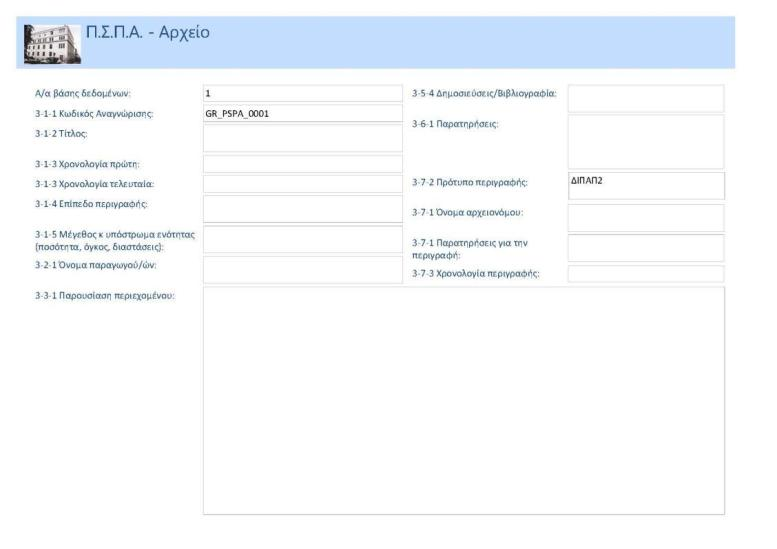 Π.Σ.Π.Α. - Αρχείο
Α/α βάσης δεδομένων: 1
3-1-1 Κωδικός Αναγνώρισης: GR_PSPA_0001
3-1-2 Τίτλος:
3-1-3 Χρονολογία πρώτη:
3-1-3 Χρονολογία τελευταία:
3-1-4 Επίπεδο περιγραφής:
3-1-5 Μέγεθος κ υπόστρωμα ενότητας
(ποσότητα, όγκος, διαστάσεις):
3-2-1 Όνομα παραγωγού/ών:
3-3-1 Παρουσίαση περιεχομένου:
3-5-4 Δημοσιεύσεις/Βιβλιογραφία:
3-6-1 Παρατηρήσεις:
3-7-2 Πρότυπο περιγραφής: ΔΙΠΑΠ2
3-7-1 Όνομα αρχειονόμου:
3-7-1 Παρατηρήσεις για την
περιγραφή:
3-7-3 Χρονολογία περιγραφής: